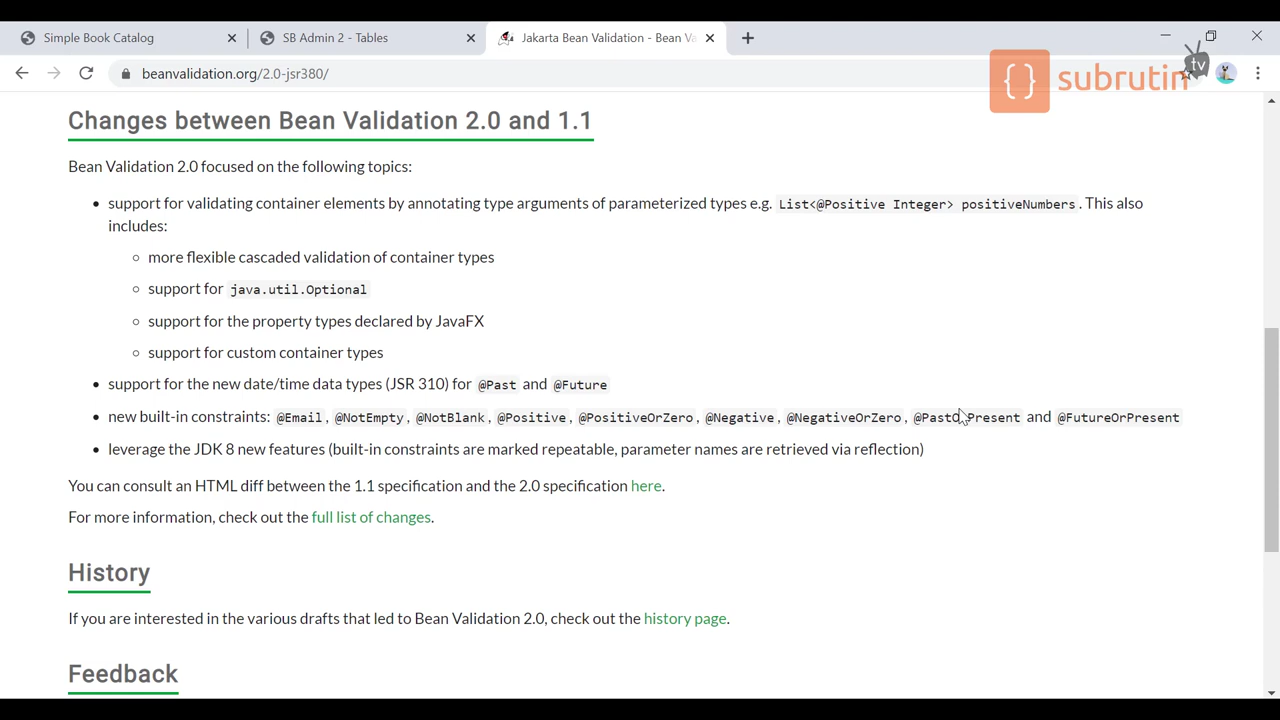 Simple Book Catalog
SB Admin 2 - Tables
Jakarta Bean Validation - Bean Va
beanvalidation.org/2.0-jsr380/
subrutin
tv
Changes between Bean Validation 2.0 and 1.1
Bean Validation 2.0 focused on the following topics:
support for validating container elements by annotating type arguments of parameterized types e.g. List<@Positive Integer> positiveNumbers. This also
includes:
more flexible cascaded validation of container types
support for java.util.Optional
support for the property types declared by JavaFX
support for custom container types
support for the new date/time data types (JSR 310) for @Past and @Future
new built-in constraints: @Email, @NotEmpty, @NotBlank, @Positive, @PositiveOrZero, @Negative, @NegativeOrZero, @PastOrPresent and @FutureOrPresent
leverage the JDK 8 new features (built-in constraints are marked repeatable, parameter names are retrieved via reflection)
You can consult an HTML diff between the 1.1 specification and the 2.0 specification here.
For more information, check out the full list of changes.
History
If you are interested in the various drafts that led to Bean Validation 2.0, check out the history page.
Feedback